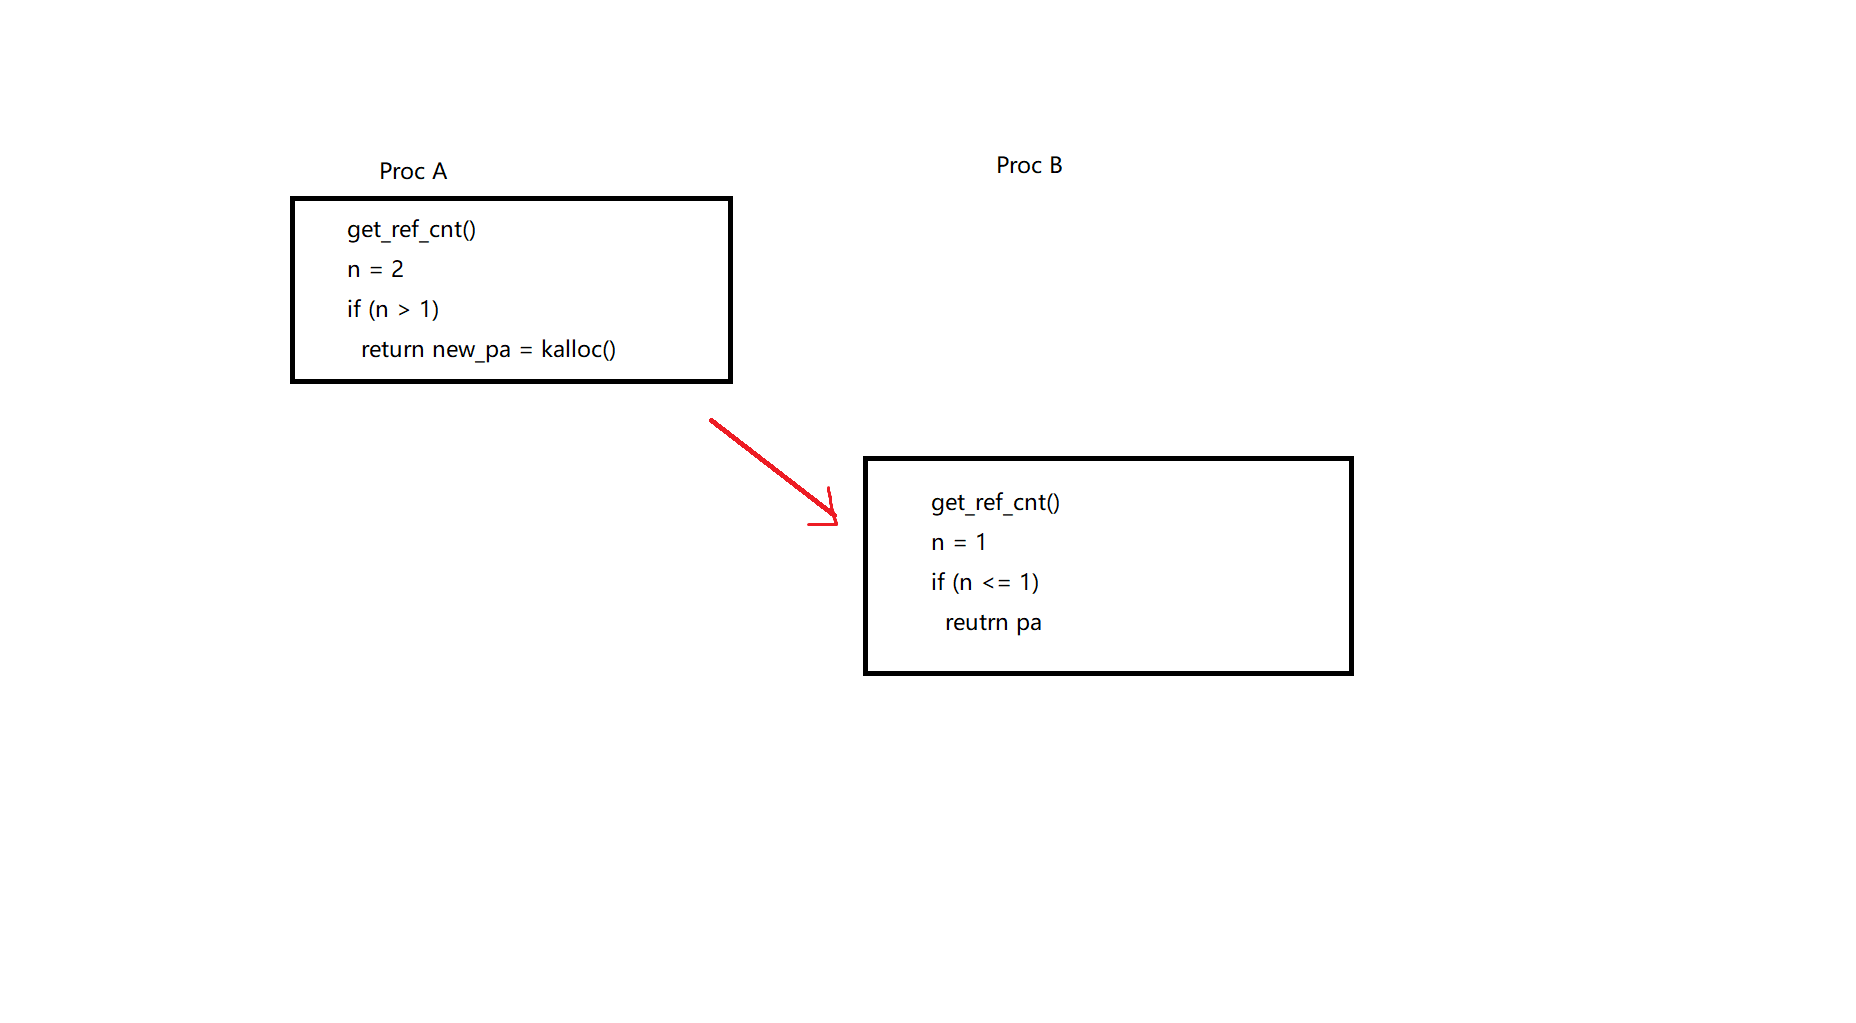 Proc A
Proc B
get_ref_cnt()
n = 2
if (n > 1)
return new_pa = kalloc()
get_ref_cnt()
n = 1
if (n <= 1)
reutrn pa